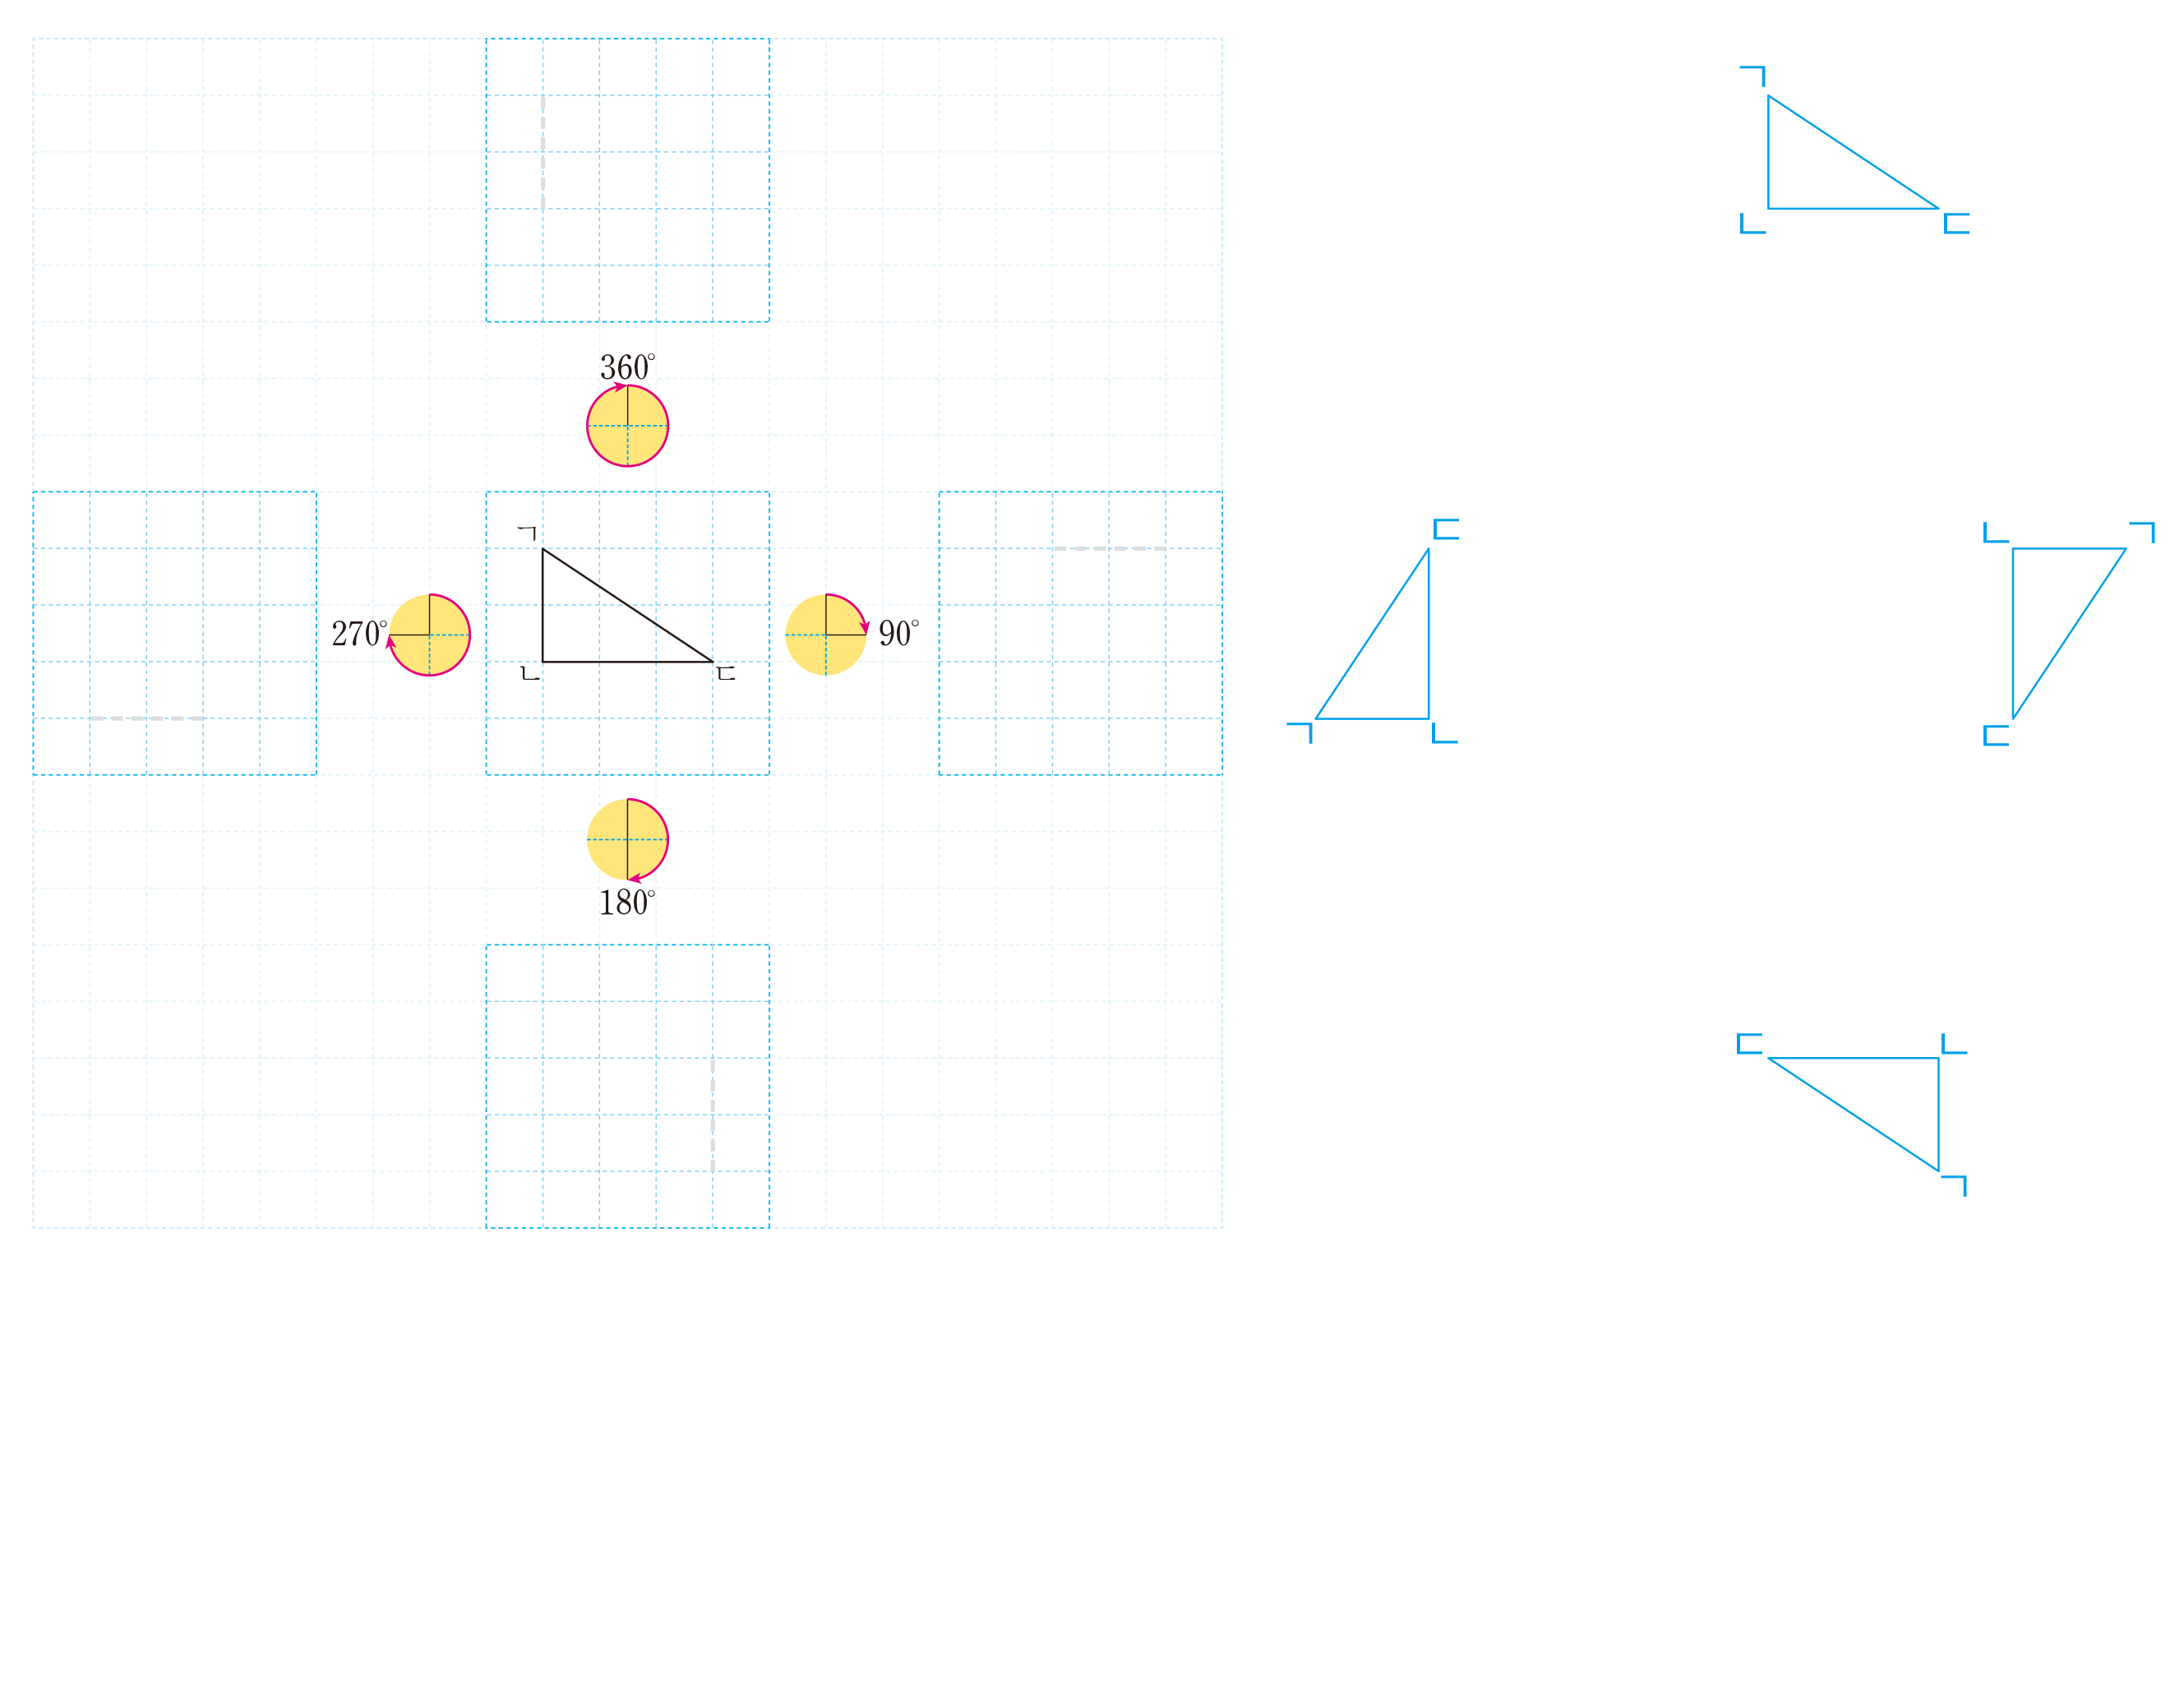 ㄱ
ㄴ
ㄷ
360°
ㄷ
ㄴ
ㄱ
ㄱ
270°
90°
ㄴ
ㄷ
ㄷ
ㄱ
ㄴ
180°
ㄷ
ㄴ
ㄱ